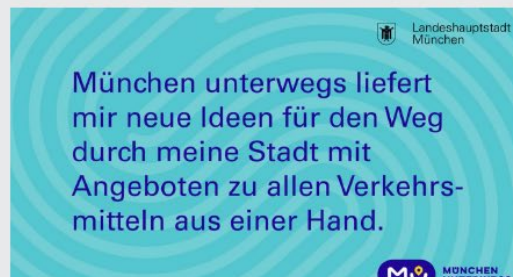 Landeshauptstadt
München
München unterwegs liefert
mir neue Ideen für den Weg
durch meine Stadt mit
Angeboten zu allen Verkehrs-
mitteln aus einer Hand.
MÜNCHEN